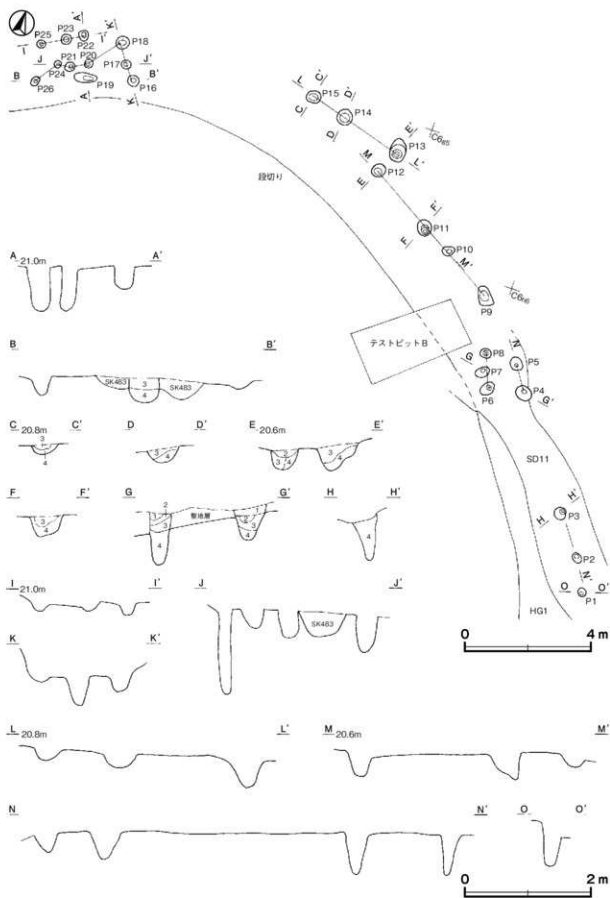 P25 P23 P22 A' K' P18
I I'
J P24 P21 P20 P17 J'
B P26 P19 P16 B'
A K
L C' P15 D' P14
C D E' P13 C6g5
M L'
E P12
段切り
F' P11
F P10 M'
P9 C6h6
テストピットB
G P8 N P5
P7
P6 P4 G'
SD11
H' P3
H
P2 N'
O P1 O'
HG1
0 4 m
A 21.0m A'
B B'
SK483 3 4 SK483
C 20.8m C' D D' E 20.6m E'
3 4 3 4 3 4 3 4
F F' G G' H H'
3 4 2 1 3 4 整地層 1 3 4 4
I 21.0m I' J J'
SK483
K K'
L 20.8m L' M 20.6m M'
N N' O O'
0 2 m